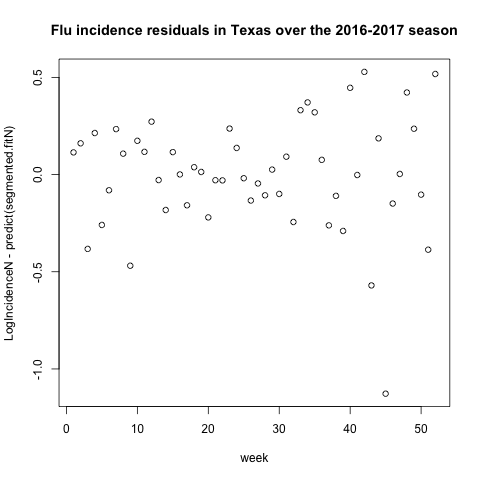 Flu incidence residuals in Texas over the 2016-2017 season
LogIncidenceN - predict(segmented.fitN)
0.5
0.0
-0.5
-1.0
0 10 20 30 40 50
week